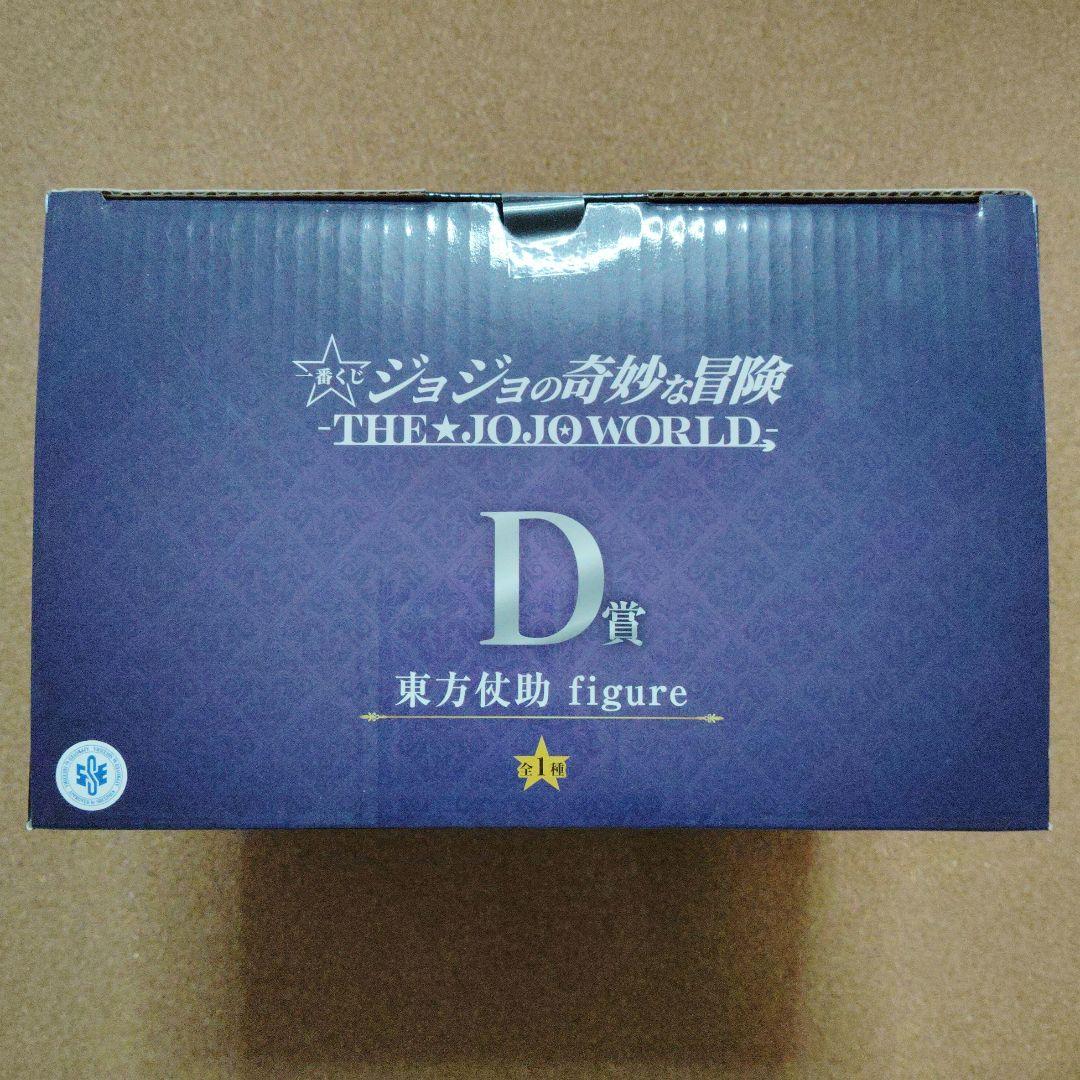 一番くじ ジョジョの奇妙な冒険
-THE★JOJO WORLD-
D賞
東方仗助 figure
全1種